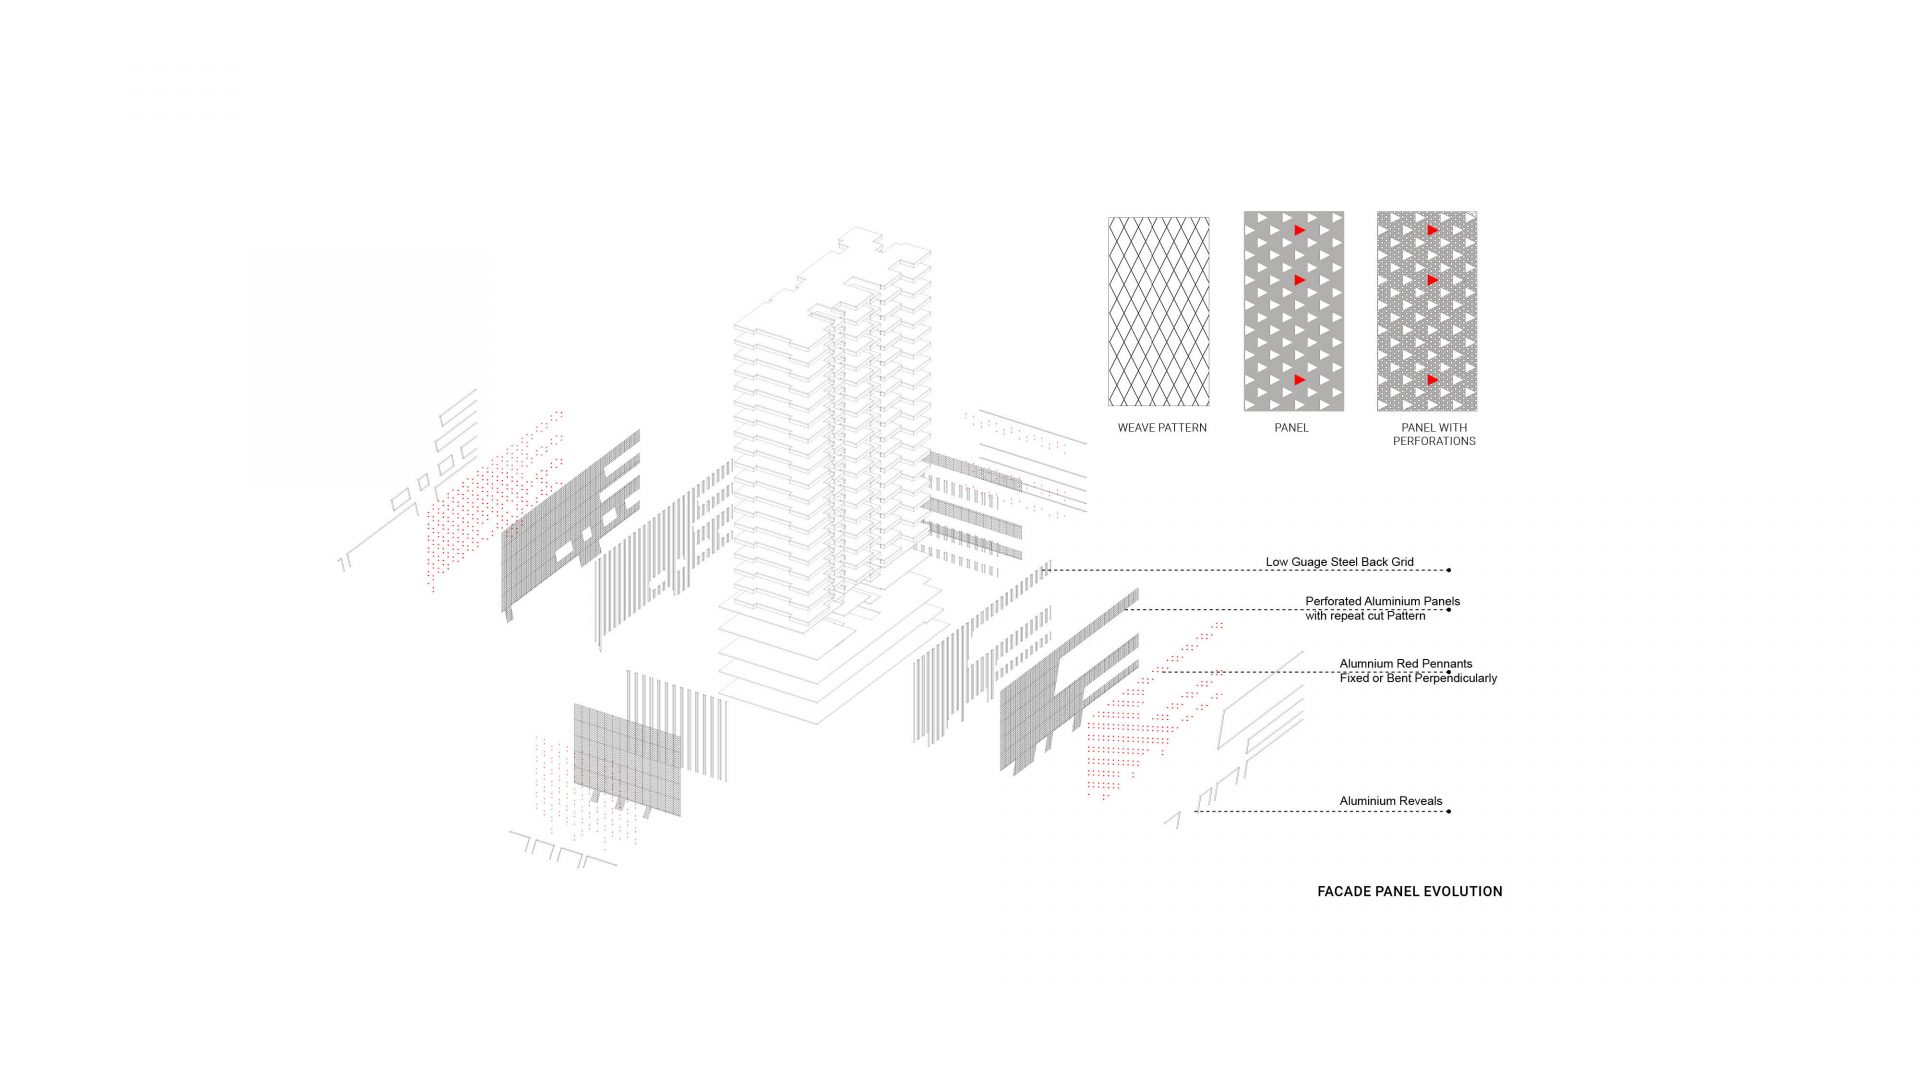 WEAVE PATTERN
PANEL
PANEL WITH
PERFORATIONS
Low Guage Steel Back Grid
Perforated Aluminium Panels
with repeat cut Pattern
Alumnium Red Pennants
Fixed or Bent Perpendicularly
Aluminium Reveals
FACADE PANEL EVOLUTION